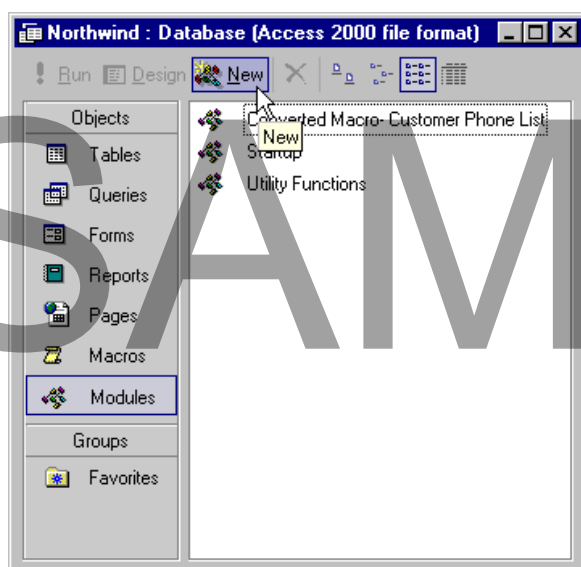 Northwind : Database (Access 2000 file format)
Run Design New
Objects
Tables
Queries
Forms
Reports
Pages
Macros
Modules
Groups
Favorites
Converted Macro- Customer Phone List
New
Startup
Utility Functions
SAM